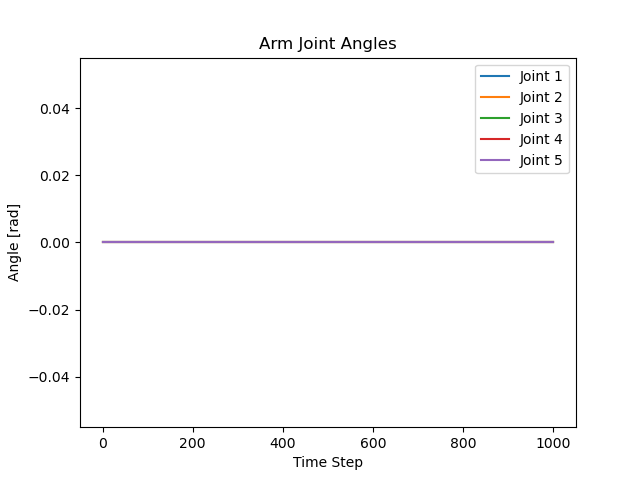 Arm Joint Angles
Joint 1
Joint 2
Joint 3
Joint 4
Joint 5
Angle [rad]
0.04
0.02
0.00
−0.02
−0.04
0 200 400 600 800 1000
Time Step